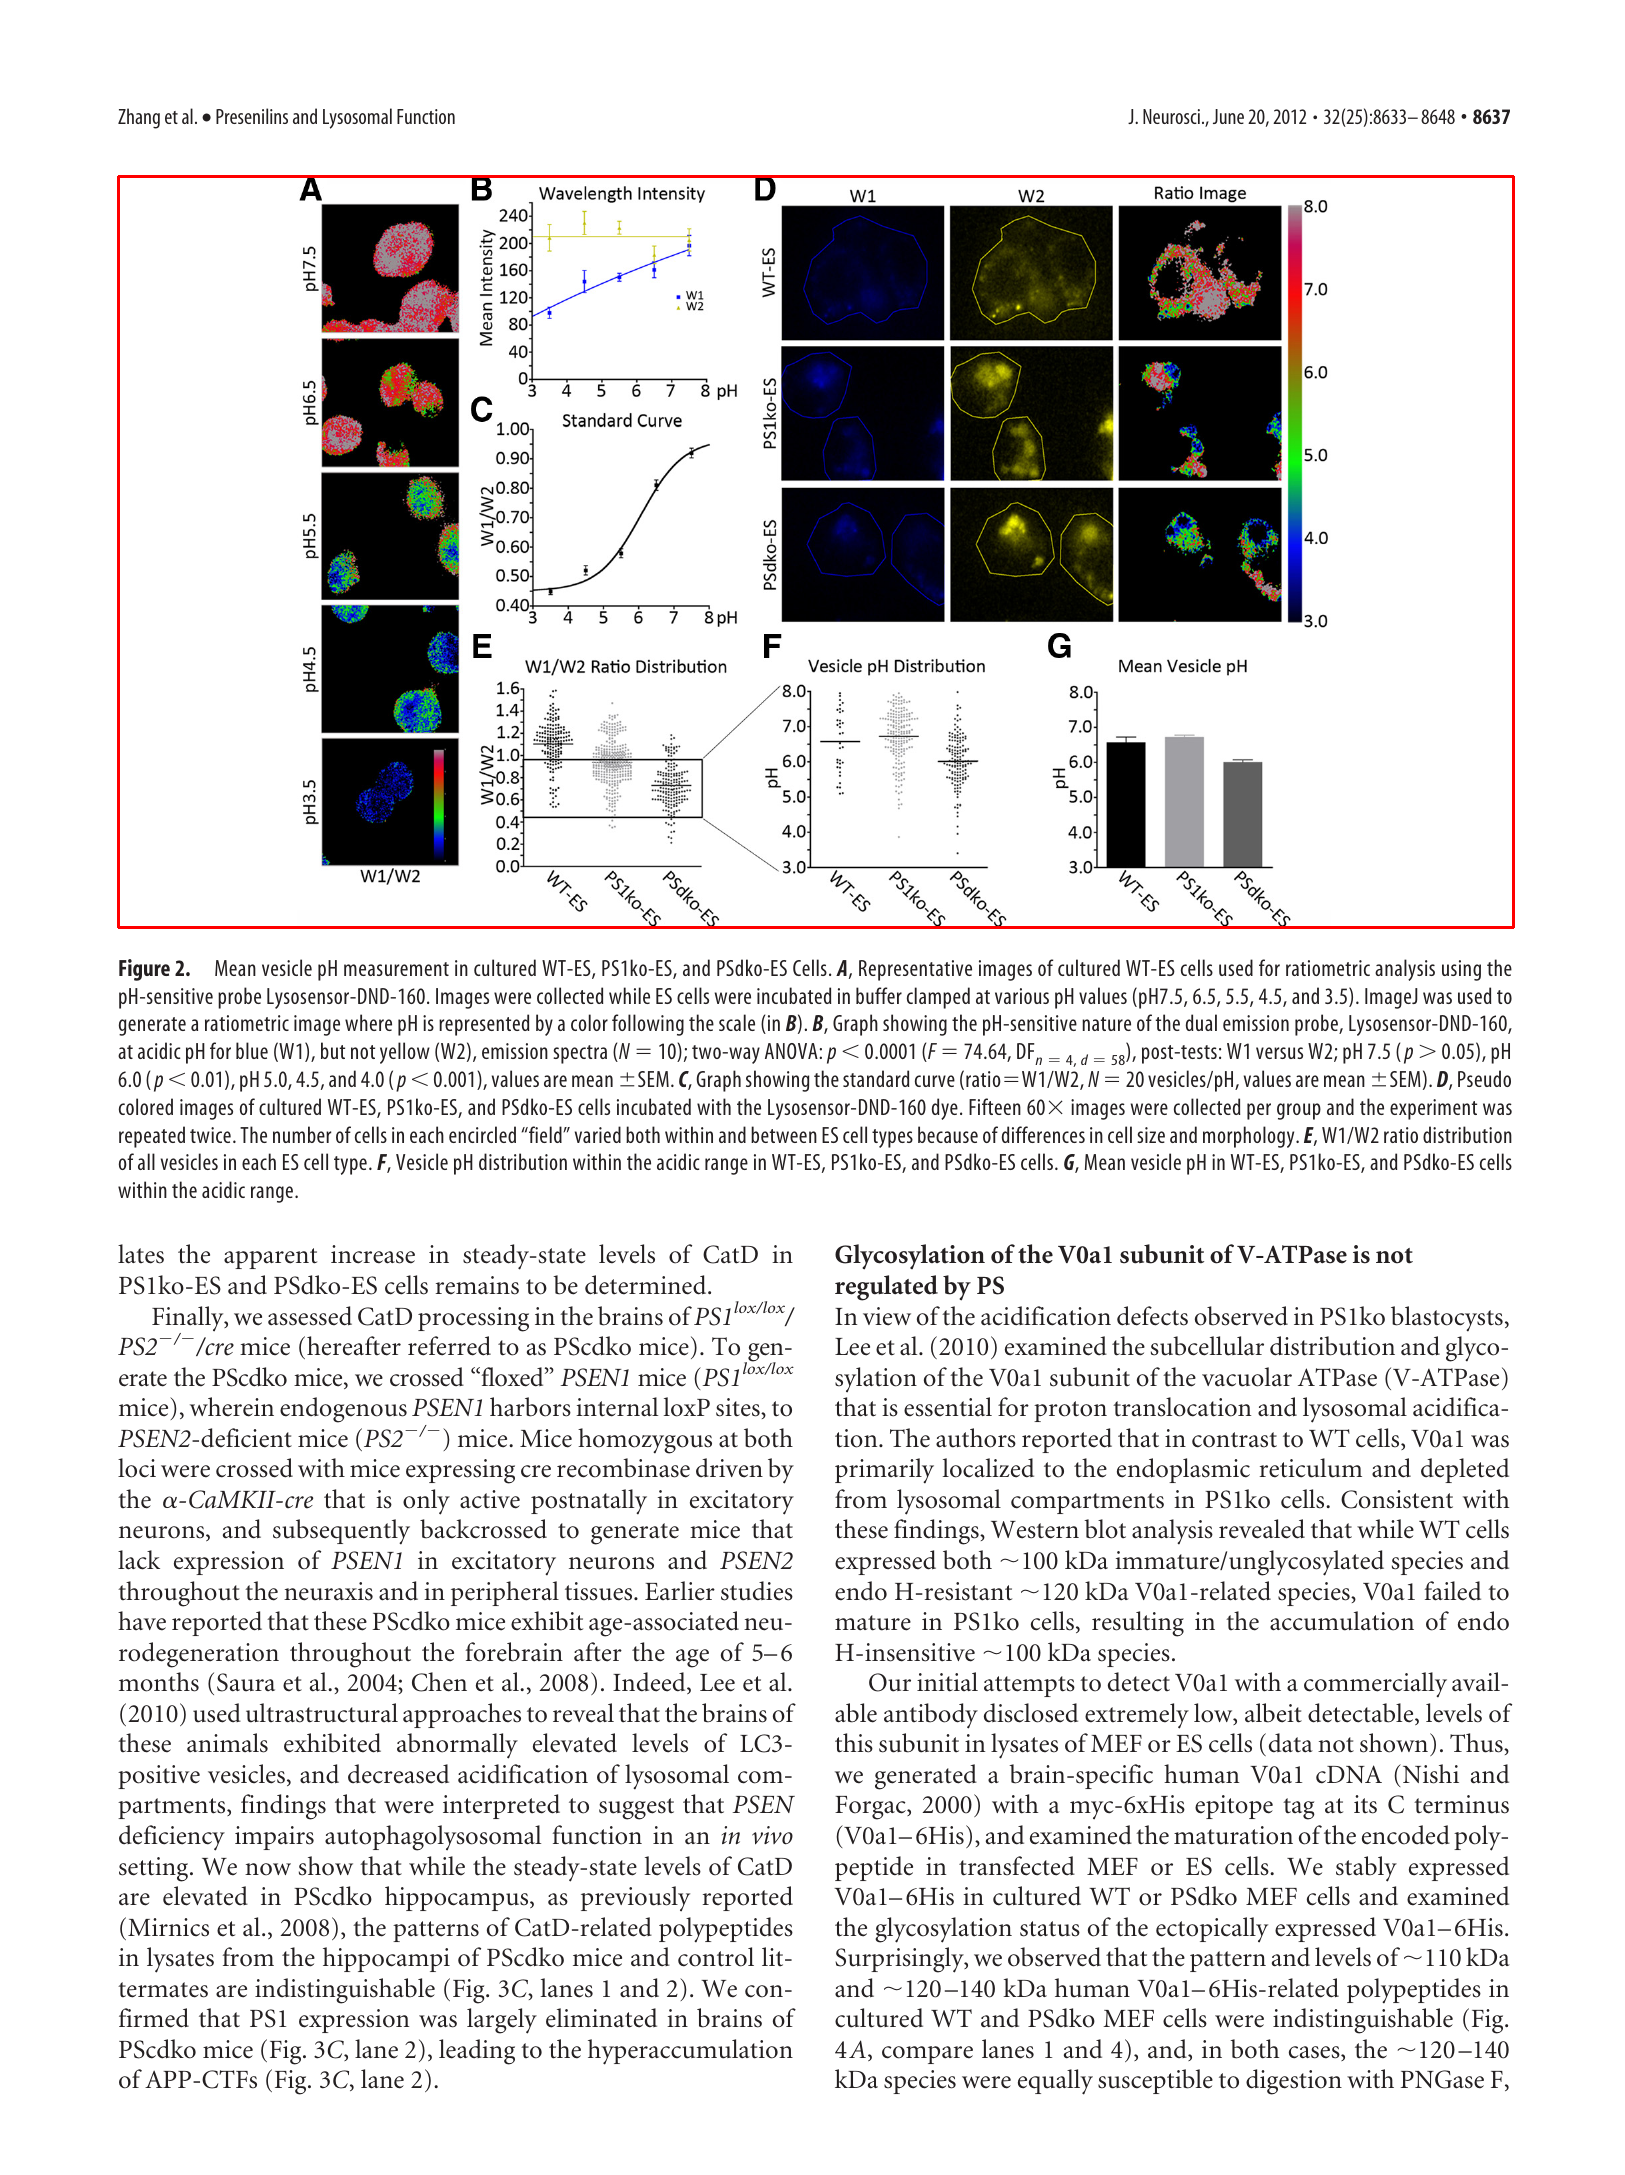 Zhang et al. • Presenilins and Lysosomal Function
J. Neurosci., June 20, 2012 • 32(25):8633–8648 • 8637
A
pH7.5
pH6.5
pH5.5
pH4.5
pH3.5
W1/W2
B
Wavelength Intensity
Mean Intensity
240
200
160
120
80
40
0
3 4 5 6 7 8 pH
W1
W2
C
Standard Curve
W1/W2
1.00
0.90
0.80
0.70
0.60
0.50
0.40
3 4 5 6 7 8 pH
D
W1 W2 Ratio Image
WT-ES
PS1ko-ES
PSdko-ES
8.0
7.0
6.0
5.0
4.0
3.0
E
W1/W2 Ratio Distribution
W1/W2
1.6
1.4
1.2
1.0
0.8
0.6
0.4
0.2
0.0
WT-ES PS1ko-ES PSdko-ES
F
Vesicle pH Distribution
pH
8.0
7.0
6.0
5.0
4.0
3.0
WT-ES PS1ko-ES PSdko-ES
G
Mean Vesicle pH
pH
8.0
7.0
6.0
5.0
4.0
3.0
WT-ES PS1ko-ES PSdko-ES
Figure 2. Mean vesicle pH measurement in cultured WT-ES, PS1ko-ES, and PSdko-ES Cells. A, Representative images of cultured WT-ES cells used for ratiometric analysis using the
pH-sensitive probe Lysosensor-DND-160. Images were collected while ES cells were incubated in buffer clamped at various pH values (pH7.5, 6.5, 5.5, 4.5, and 3.5). ImageJ was used to
generate a ratiometric image where pH is represented by a color following the scale (in B). B, Graph showing the pH-sensitive nature of the dual emission probe, Lysosensor-DND-160,
at acidic pH for blue (W1), but not yellow (W2), emission spectra (N = 10); two-way ANOVA: p < 0.0001 (F = 74.64, DFn = 4, d = 58), post-tests: W1 versus W2; pH 7.5 (p > 0.05), pH
6.0 (p < 0.01), pH 5.0, 4.5, and 4.0 (p < 0.001), values are mean ±SEM. C, Graph showing the standard curve (ratio=W1/W2, N = 20 vesicles/pH, values are mean ±SEM). D, Pseudo
colored images of cultured WT-ES, PS1ko-ES, and PSdko-ES cells incubated with the Lysosensor-DND-160 dye. Fifteen 60× images were collected per group and the experiment was
repeated twice. The number of cells in each encircled “field” varied both within and between ES cell types because of differences in cell size and morphology. E, W1/W2 ratio distribution
of all vesicles in each ES cell type. F, Vesicle pH distribution within the acidic range in WT-ES, PS1ko-ES, and PSdko-ES cells. G, Mean vesicle pH in WT-ES, PS1ko-ES, and PSdko-ES cells
within the acidic range.
lates the apparent increase in steady-state levels of CatD in
PS1ko-ES and PSdko-ES cells remains to be determined.
Finally, we assessed CatD processing in the brains of PS1lox/lox/
PS2−/−/cre mice (hereafter referred to as PScdko mice). To gen-
erate the PScdko mice, we crossed “floxed” PSEN1 mice (PS1lox/lox
mice), wherein endogenous PSEN1 harbors internal loxP sites, to
PSEN2-deficient mice (PS2−/−) mice. Mice homozygous at both
loci were crossed with mice expressing cre recombinase driven by
the α-CaMKII-cre that is only active postnatally in excitatory
neurons, and subsequently backcrossed to generate mice that
lack expression of PSEN1 in excitatory neurons and PSEN2
throughout the neuraxis and in peripheral tissues. Earlier studies
have reported that these PScdko mice exhibit age-associated neu-
rodegeneration throughout the forebrain after the age of 5–6
months (Saura et al., 2004; Chen et al., 2008). Indeed, Lee et al.
(2010) used ultrastructural approaches to reveal that the brains of
these animals exhibited abnormally elevated levels of LC3-
positive vesicles, and decreased acidification of lysosomal com-
partments, findings that were interpreted to suggest that PSEN
deficiency impairs autophagolysosomal function in an in vivo
setting. We now show that while the steady-state levels of CatD
are elevated in PScdko hippocampus, as previously reported
(Mirnics et al., 2008), the patterns of CatD-related polypeptides
in lysates from the hippocampi of PScdko mice and control lit-
termates are indistinguishable (Fig. 3C, lanes 1 and 2). We con-
firmed that PS1 expression was largely eliminated in brains of
PScdko mice (Fig. 3C, lane 2), leading to the hyperaccumulation
of APP-CTFs (Fig. 3C, lane 2).
Glycosylation of the V0a1 subunit of V-ATPase is not
regulated by PS
In view of the acidification defects observed in PS1ko blastocysts,
Lee et al. (2010) examined the subcellular distribution and glyco-
sylation of the V0a1 subunit of the vacuolar ATPase (V-ATPase)
that is essential for proton translocation and lysosomal acidifica-
tion. The authors reported that in contrast to WT cells, V0a1 was
primarily localized to the endoplasmic reticulum and depleted
from lysosomal compartments in PS1ko cells. Consistent with
these findings, Western blot analysis revealed that while WT cells
expressed both ∼100 kDa immature/unglycosylated species and
endo H-resistant ∼120 kDa V0a1-related species, V0a1 failed to
mature in PS1ko cells, resulting in the accumulation of endo
H-insensitive ∼100 kDa species.
Our initial attempts to detect V0a1 with a commercially avail-
able antibody disclosed extremely low, albeit detectable, levels of
this subunit in lysates of MEF or ES cells (data not shown). Thus,
we generated a brain-specific human V0a1 cDNA (Nishi and
Forgac, 2000) with a myc-6xHis epitope tag at its C terminus
(V0a1–6His), and examined the maturation of the encoded poly-
peptide in transfected MEF or ES cells. We stably expressed
V0a1–6His in cultured WT or PSdko MEF cells and examined
the glycosylation status of the ectopically expressed V0a1–6His.
Surprisingly, we observed that the pattern and levels of ∼110 kDa
and ∼120–140 kDa human V0a1–6His-related polypeptides in
cultured WT and PSdko MEF cells were indistinguishable (Fig.
4A, compare lanes 1 and 4), and, in both cases, the ∼120–140
kDa species were equally susceptible to digestion with PNGase F,